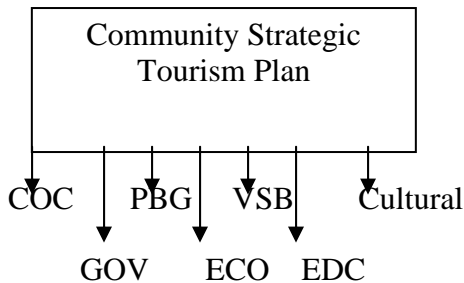 Community Strategic
Tourism Plan
COC PBG VSB Cultural
GOV ECO EDC